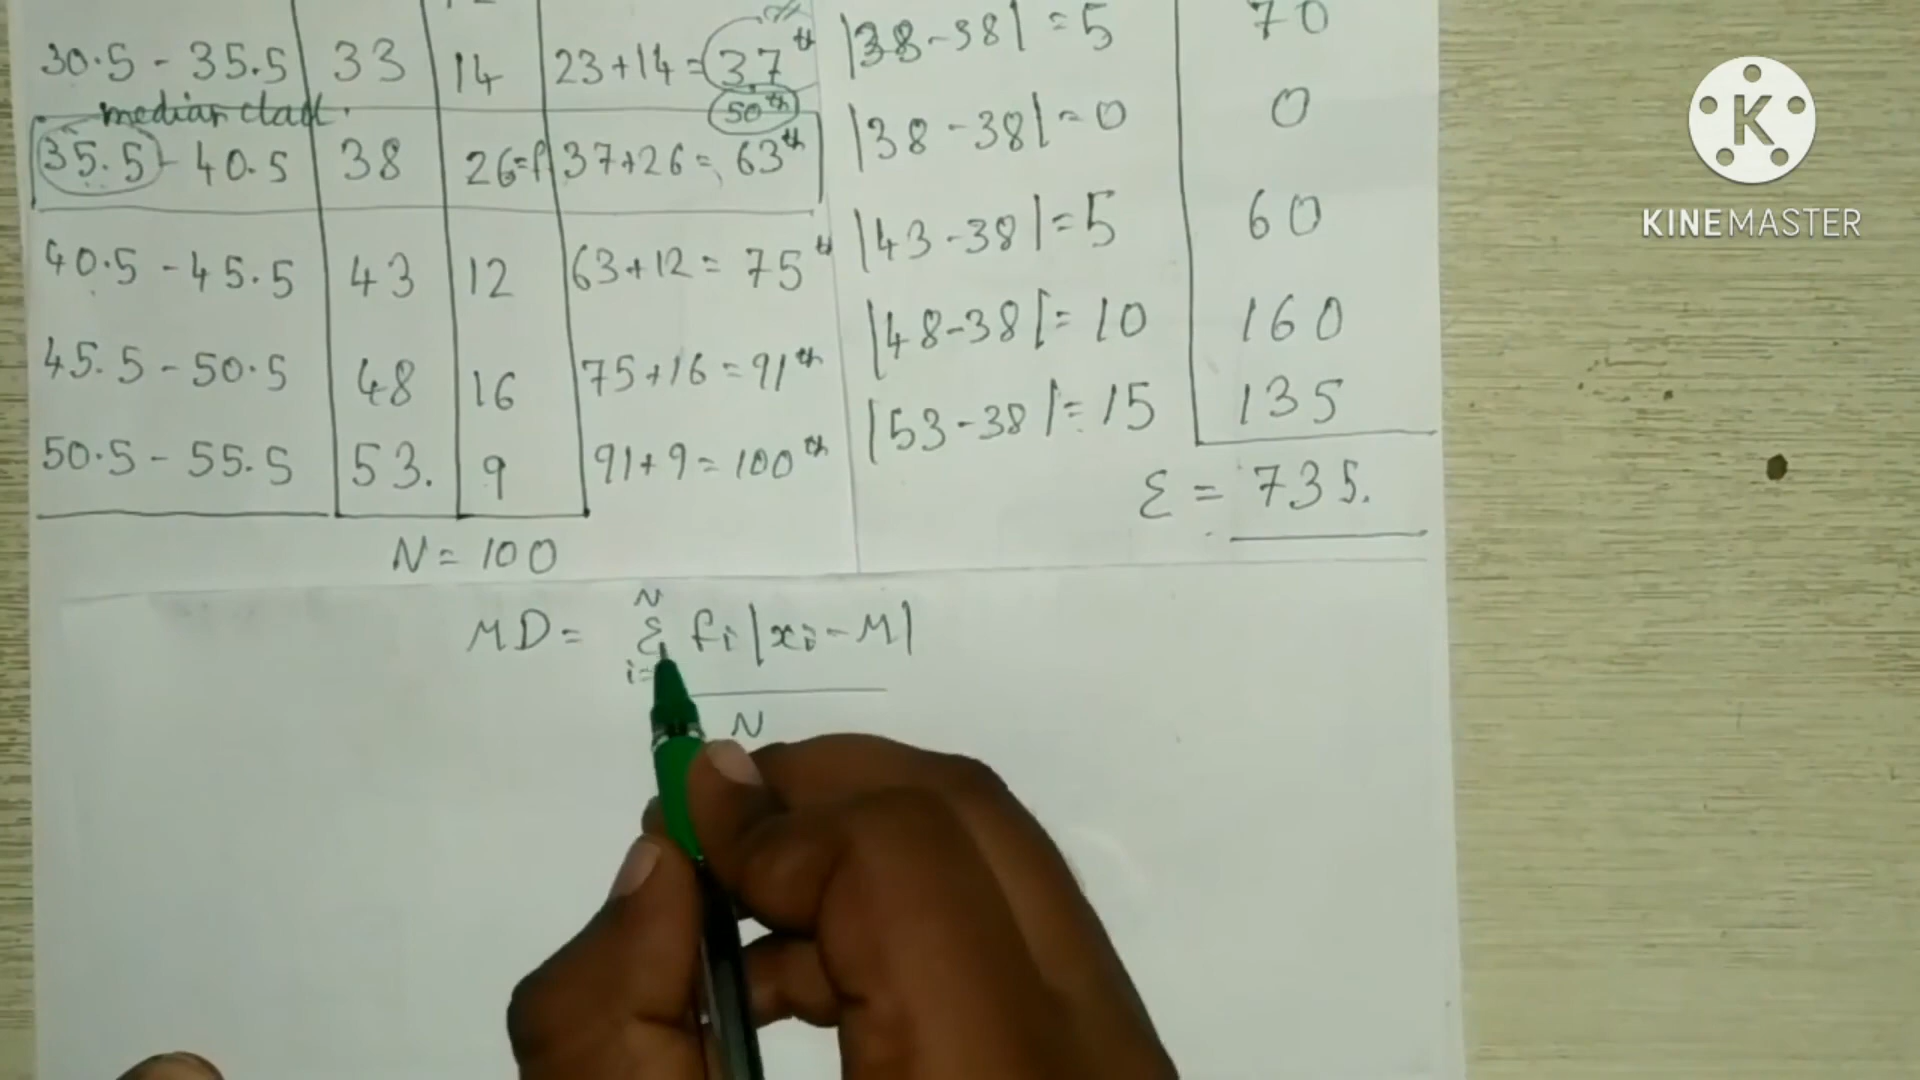 30.5 - 35.5 33 14 23+14=37th |38-38| = 5 70
median class.
50th
35.5 - 40.5 38 26=f 37+26= 63th |38-38|=0 0
40.5 - 45.5 43 12 63+12= 75th |43-38|=5 60
45.5 - 50.5 48 16 75+16=91th |48-38|= 10 160
50.5 - 55.5 53. 9 91+9=100th |53-38|=15 135
Σ = 735.
N = 100
N
MD = Σ fi |xi - M|
i=
N
K
KINEMASTER